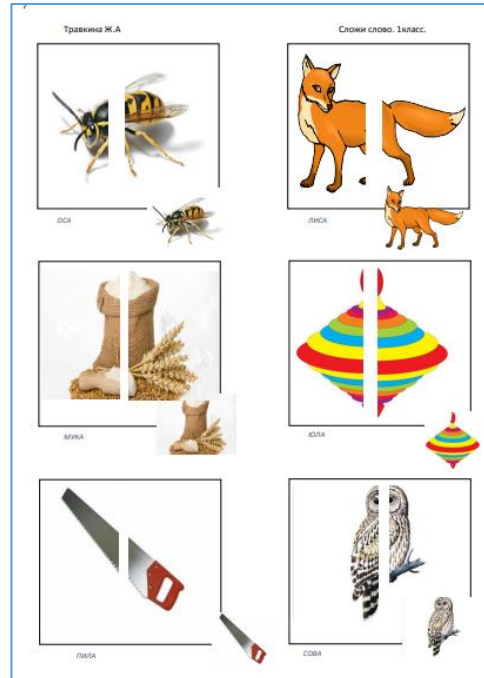 Травкина Ж.А
Сложи слово. 1класс.
ОСА
ЛИСА
МУКА
ЮЛА
ПИЛА
СОВА